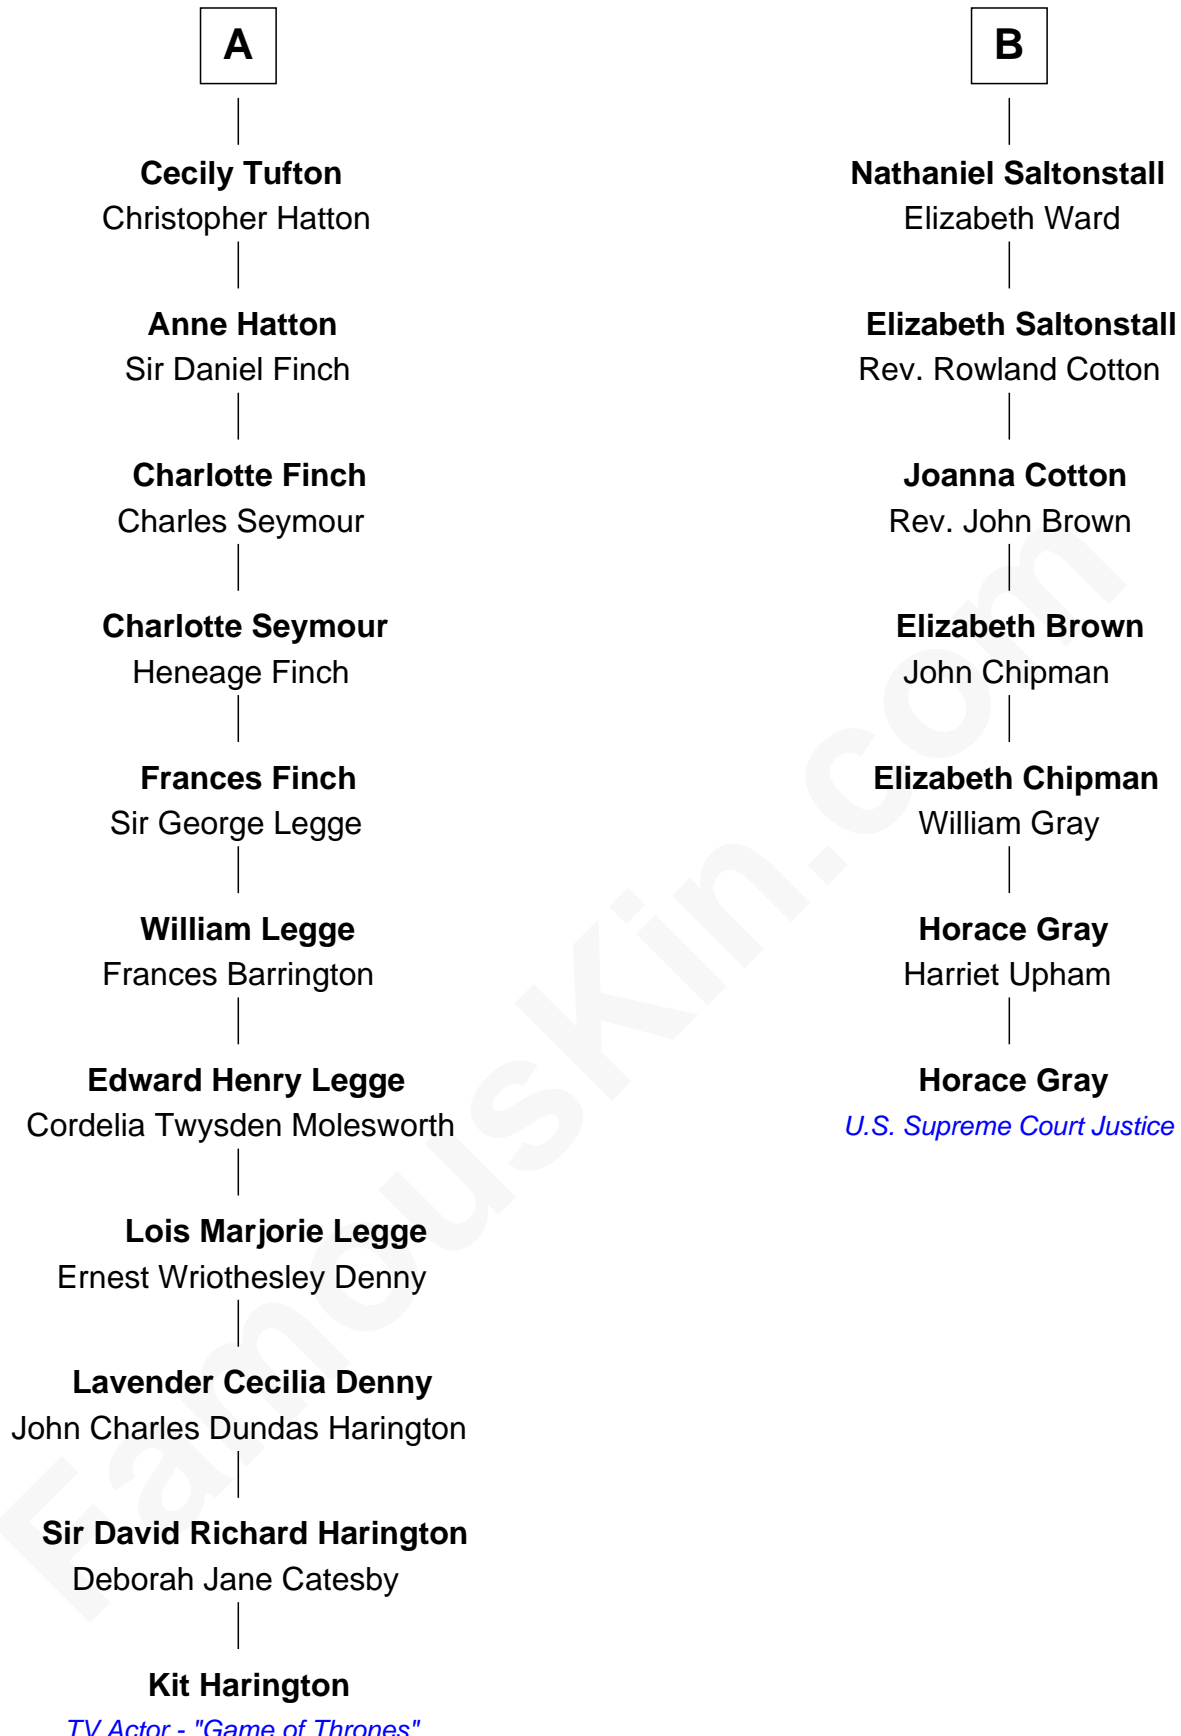 A
Cecily Tufton
Christopher Hatton
Anne Hatton
Sir Daniel Finch
Charlotte Finch
Charles Seymour
Charlotte Seymour
Heneage Finch
Frances Finch
Sir George Legge
William Legge
Frances Barrington
Edward Henry Legge
Cordelia Twysden Molesworth
Lois Marjorie Legge
Ernest Wriothesley Denny
Lavender Cecilia Denny
John Charles Dundas Harington
Sir David Richard Harington
Deborah Jane Catesby
Kit Harington
TV Actor - "Game of Thrones"
B
Nathaniel Saltonstall
Elizabeth Ward
Elizabeth Saltonstall
Rev. Rowland Cotton
Joanna Cotton
Rev. John Brown
Elizabeth Brown
John Chipman
Elizabeth Chipman
William Gray
Horace Gray
Harriet Upham
Horace Gray
U.S. Supreme Court Justice
FamousKin.com